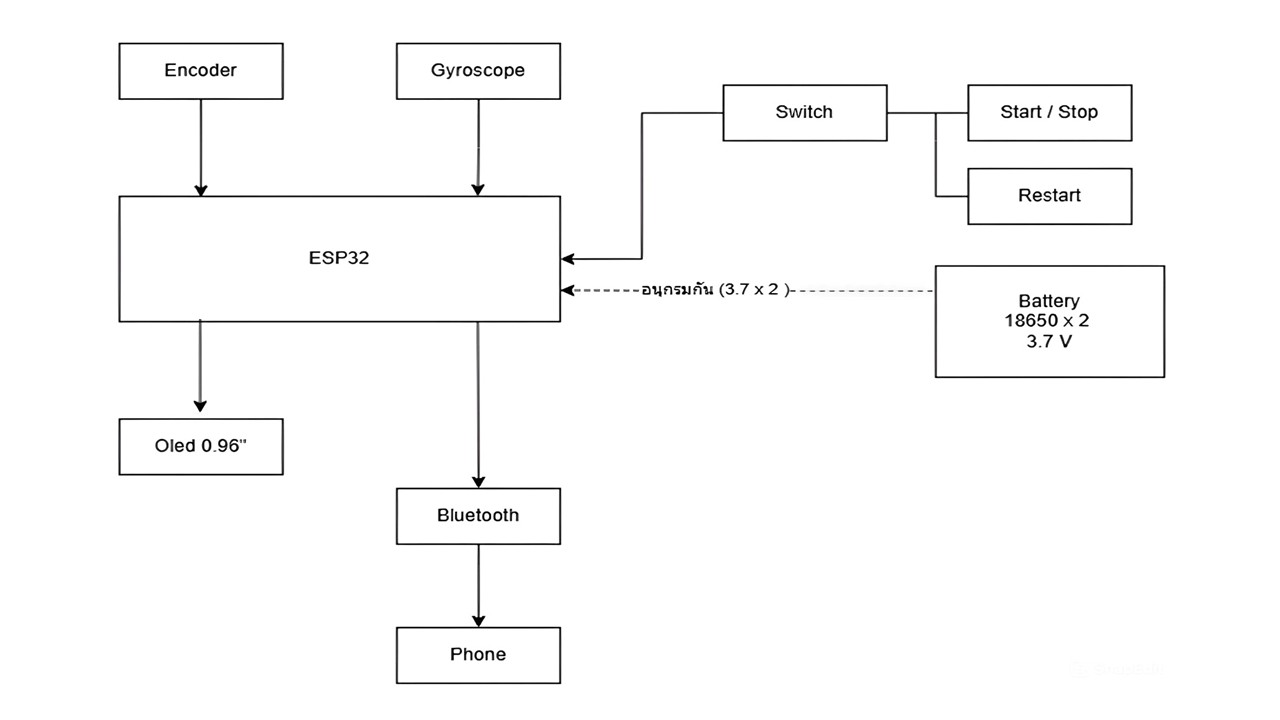 Encoder
Gyroscope
Switch
Start / Stop
Restart
ESP32
อนุกรมกัน (3.7 x 2 )
Battery
18650 x 2
3.7 V
Oled 0.96"
Bluetooth
Phone